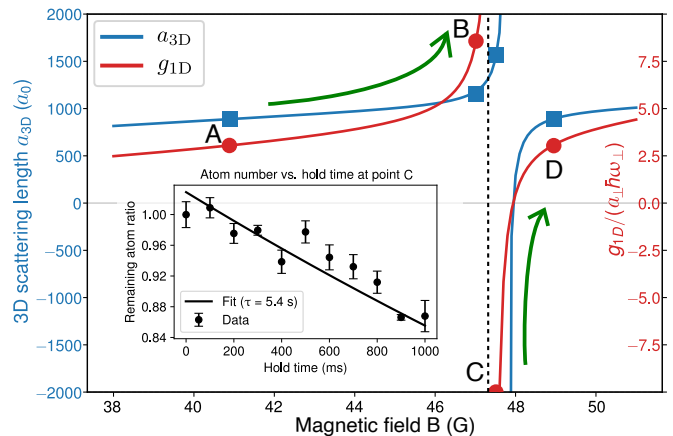 a3D
g1D
3D scattering length a3D (a0)
2000
1500
1000
500
0
−500
−1000
−1500
−2000
A
B
C
D
Atom number vs. hold time at point C
Remaining atom ratio
1.00
0.96
0.92
0.88
0.84
Fit (τ = 5.4 s)
Data
0 200 400 600 800 1000
Hold time (ms)
7.5
5.0
2.5
0.0
−2.5
−5.0
−7.5
g1D/(a⊥ℏω⊥)
38 40 42 44 46 48 50
Magnetic field B (G)